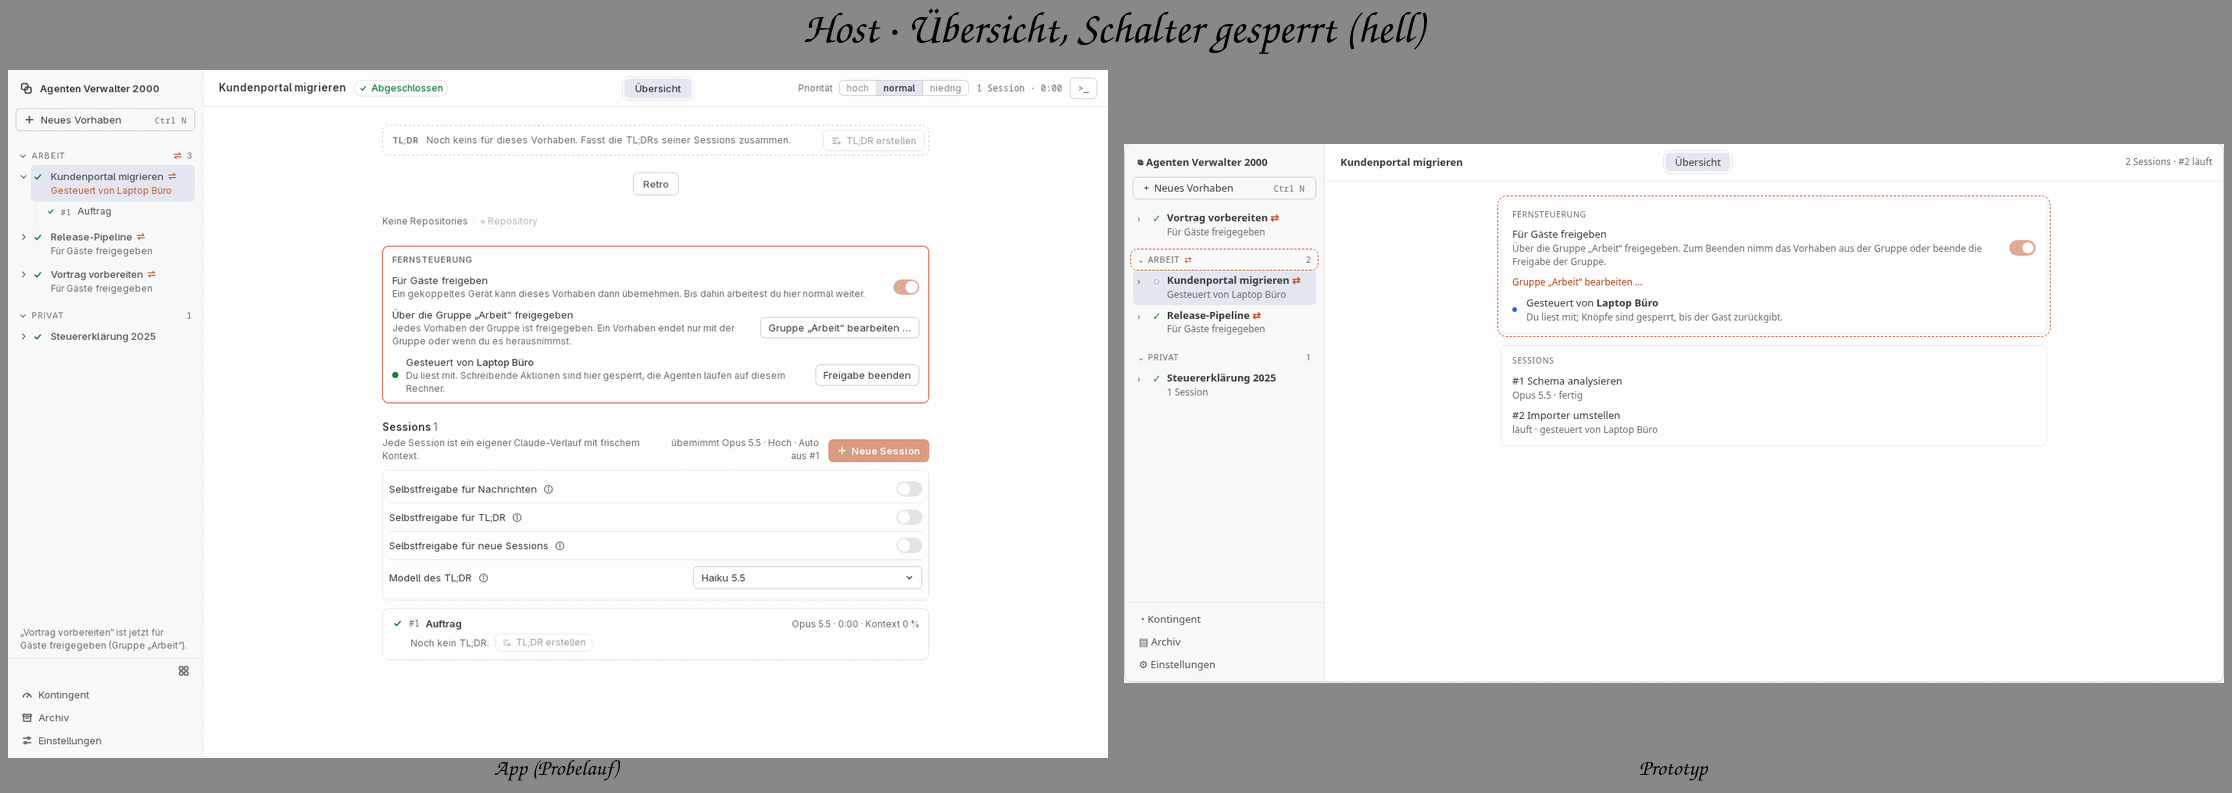 Host · Übersicht, Schalter gesperrt (hell)
Agenten Verwalter 2000
+ Neues Vorhaben Ctrl N
ARBEIT ⇄ 3
Kundenportal migrieren ⇄
Gesteuert von Laptop Büro
#1 Auftrag
Release-Pipeline ⇄
Für Gäste freigegeben
Vortrag vorbereiten ⇄
Für Gäste freigegeben
PRIVAT 1
Steuererklärung 2025
„Vortrag vorbereiten“ ist jetzt für
Gäste freigegeben (Gruppe „Arbeit“).
Kontingent
Archiv
Einstellungen
Kundenportal migrieren ✓ Abgeschlossen
Übersicht
Priorität hoch normal niedrig 1 Session · 0:00 >_
TL;DR Noch keins für dieses Vorhaben. Fasst die TL;DRs seiner Sessions zusammen. TL;DR erstellen
Retro
Keine Repositories + Repository
FERNSTEUERUNG
Für Gäste freigeben
Ein gekoppeltes Gerät kann dieses Vorhaben dann übernehmen. Bis dahin arbeitest du hier normal weiter.
Über die Gruppe „Arbeit“ freigegeben
Jedes Vorhaben der Gruppe ist freigegeben. Ein Vorhaben endet nur mit der
Gruppe oder wenn du es herausnimmst.
Gruppe „Arbeit“ bearbeiten ...
Gesteuert von Laptop Büro
Du liest mit. Schreibende Aktionen sind hier gesperrt, die Agenten laufen auf diesem
Rechner.
Freigabe beenden
Sessions 1
Jede Session ist ein eigener Claude-Verlauf mit frischem
Kontext.
übernimmt Opus 5.5 · Hoch · Auto
aus #1
+ Neue Session
Selbstfreigabe für Nachrichten
Selbstfreigabe für TL;DR
Selbstfreigabe für neue Sessions
Modell des TL;DR Haiku 5.5
#1 Auftrag Opus 5.5 · 0:00 · Kontext 0 %
Noch kein TL;DR. TL;DR erstellen
App (Probelauf)
Agenten Verwalter 2000
+ Neues Vorhaben Ctrl N
Vortrag vorbereiten ⇄
Für Gäste freigegeben
ARBEIT ⇄ 2
Kundenportal migrieren ⇄
Gesteuert von Laptop Büro
Release-Pipeline ⇄
Für Gäste freigegeben
PRIVAT 1
Steuererklärung 2025
1 Session
Kontingent
Archiv
Einstellungen
Kundenportal migrieren
Übersicht
2 Sessions · #2 läuft
FERNSTEUERUNG
Für Gäste freigeben
Über die Gruppe „Arbeit“ freigegeben. Zum Beenden nimm das Vorhaben aus der Gruppe oder beende die
Freigabe der Gruppe.
Gruppe „Arbeit“ bearbeiten ...
Gesteuert von Laptop Büro
Du liest mit; Knöpfe sind gesperrt, bis der Gast zurückgibt.
SESSIONS
#1 Schema analysieren
Opus 5.5 · fertig
#2 Importer umstellen
läuft · gesteuert von Laptop Büro
Prototyp